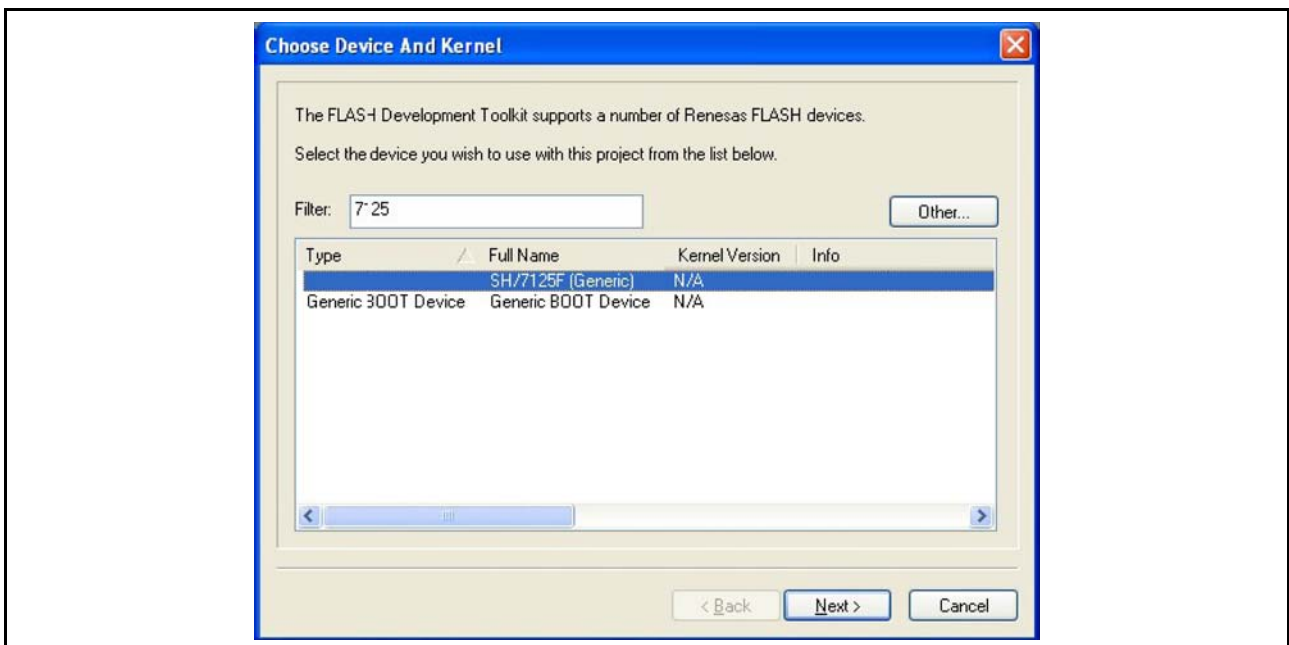 Choose Device And Kernel
The FLASH Development Toolkit supports a number of Renesas FLASH devices.
Select the device you wish to use with this project from the list below.
Filter: 7125 Other...
Type Full Name Kernel Version Info
SH/7125F (Generic) N/A
Generic BOOT Device Generic BOOT Device N/A
< Back Next > Cancel